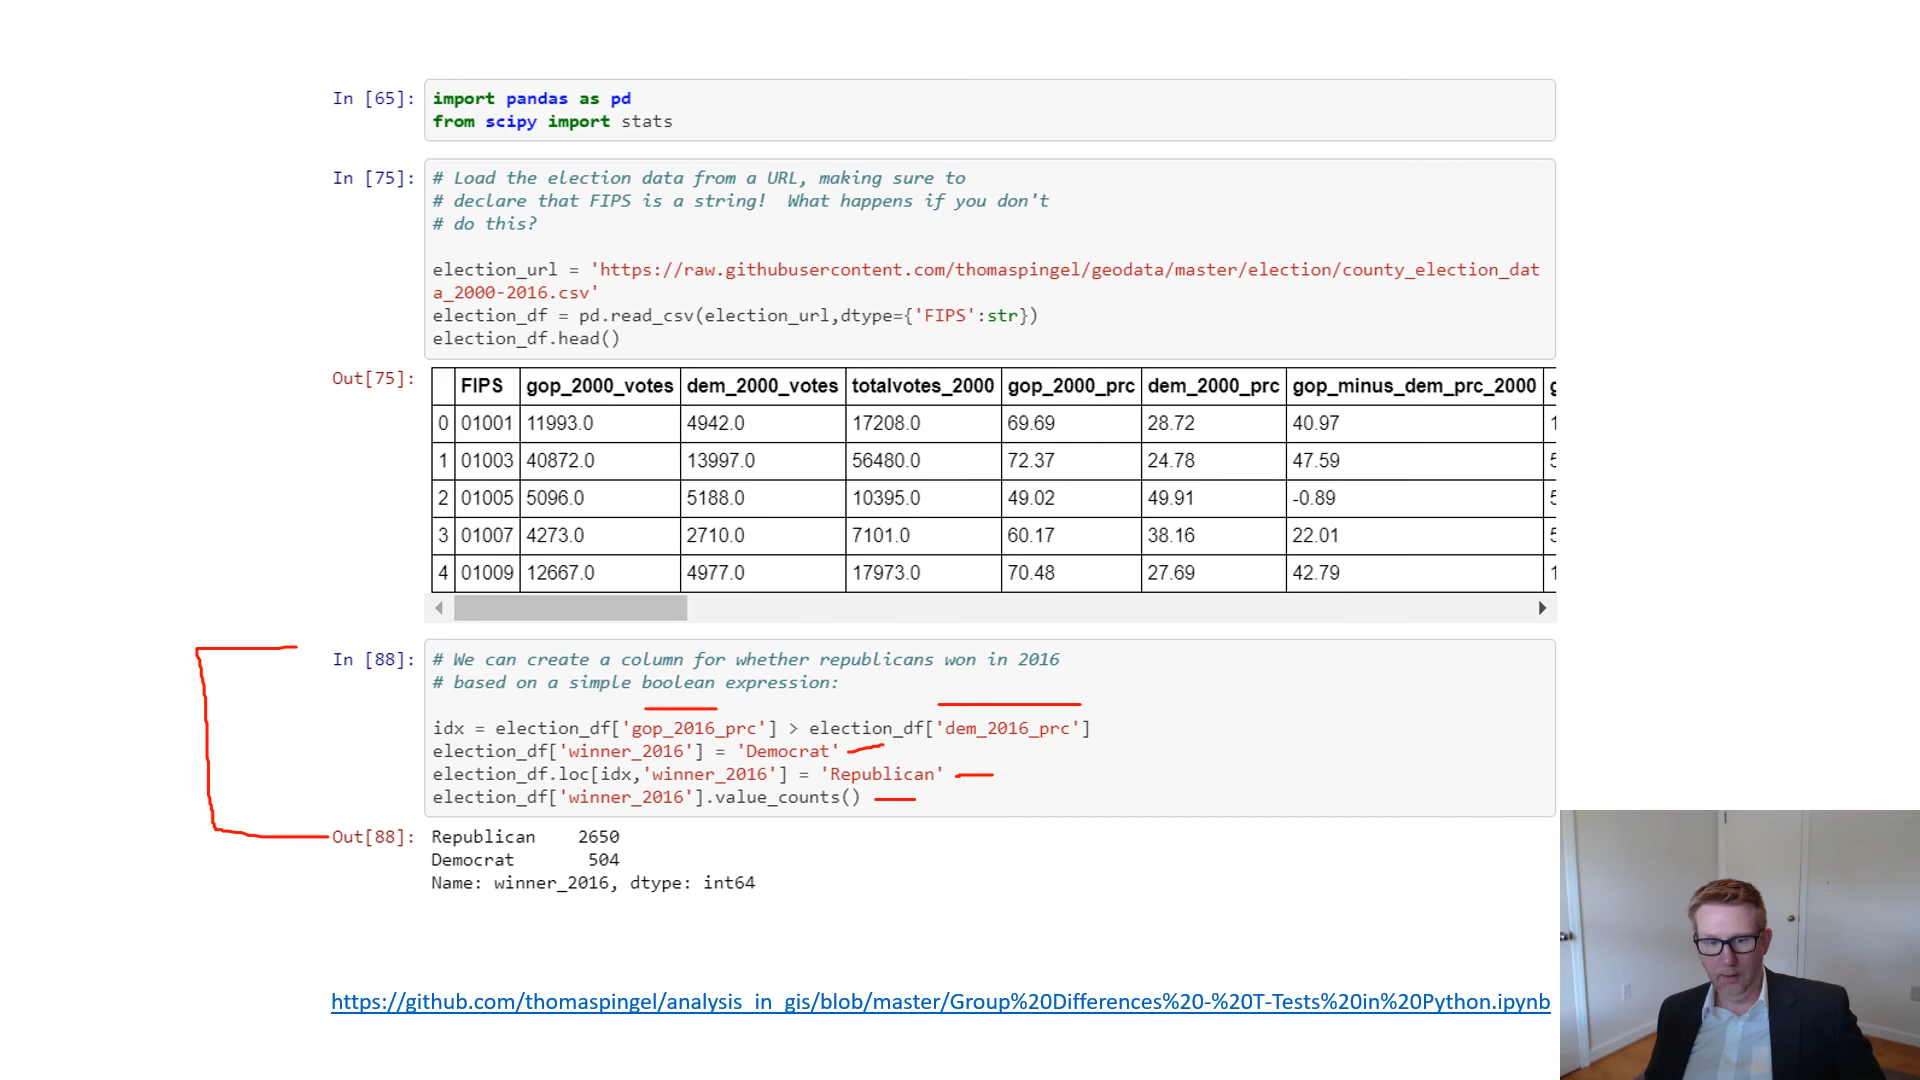 In [65]: import pandas as pd
from scipy import stats
In [75]: # Load the election data from a URL, making sure to
# declare that FIPS is a string!  What happens if you don't
# do this?
election_url = 'https://raw.githubusercontent.com/thomaspingel/geodata/master/election/county_election_dat
a_2000-2016.csv'
election_df = pd.read_csv(election_url,dtype={'FIPS':str})
election_df.head()
Out[75]:
FIPS gop_2000_votes dem_2000_votes totalvotes_2000 gop_2000_prc dem_2000_prc gop_minus_dem_prc_2000
0 01001 11993.0 4942.0 17208.0 69.69 28.72 40.97
1 01003 40872.0 13997.0 56480.0 72.37 24.78 47.59
2 01005 5096.0 5188.0 10395.0 49.02 49.91 -0.89
3 01007 4273.0 2710.0 7101.0 60.17 38.16 22.01
4 01009 12667.0 4977.0 17973.0 70.48 27.69 42.79
In [88]: # We can create a column for whether republicans won in 2016
# based on a simple boolean expression:
idx = election_df['gop_2016_prc'] > election_df['dem_2016_prc']
election_df['winner_2016'] = 'Democrat'
election_df.loc[idx,'winner_2016'] = 'Republican'
election_df['winner_2016'].value_counts()
Out[88]: Republican    2650
Democrat       504
Name: winner_2016, dtype: int64
https://github.com/thomaspingel/analysis_in_gis/blob/master/Group%20Differences%20-%20T-Tests%20in%20Python.ipynb